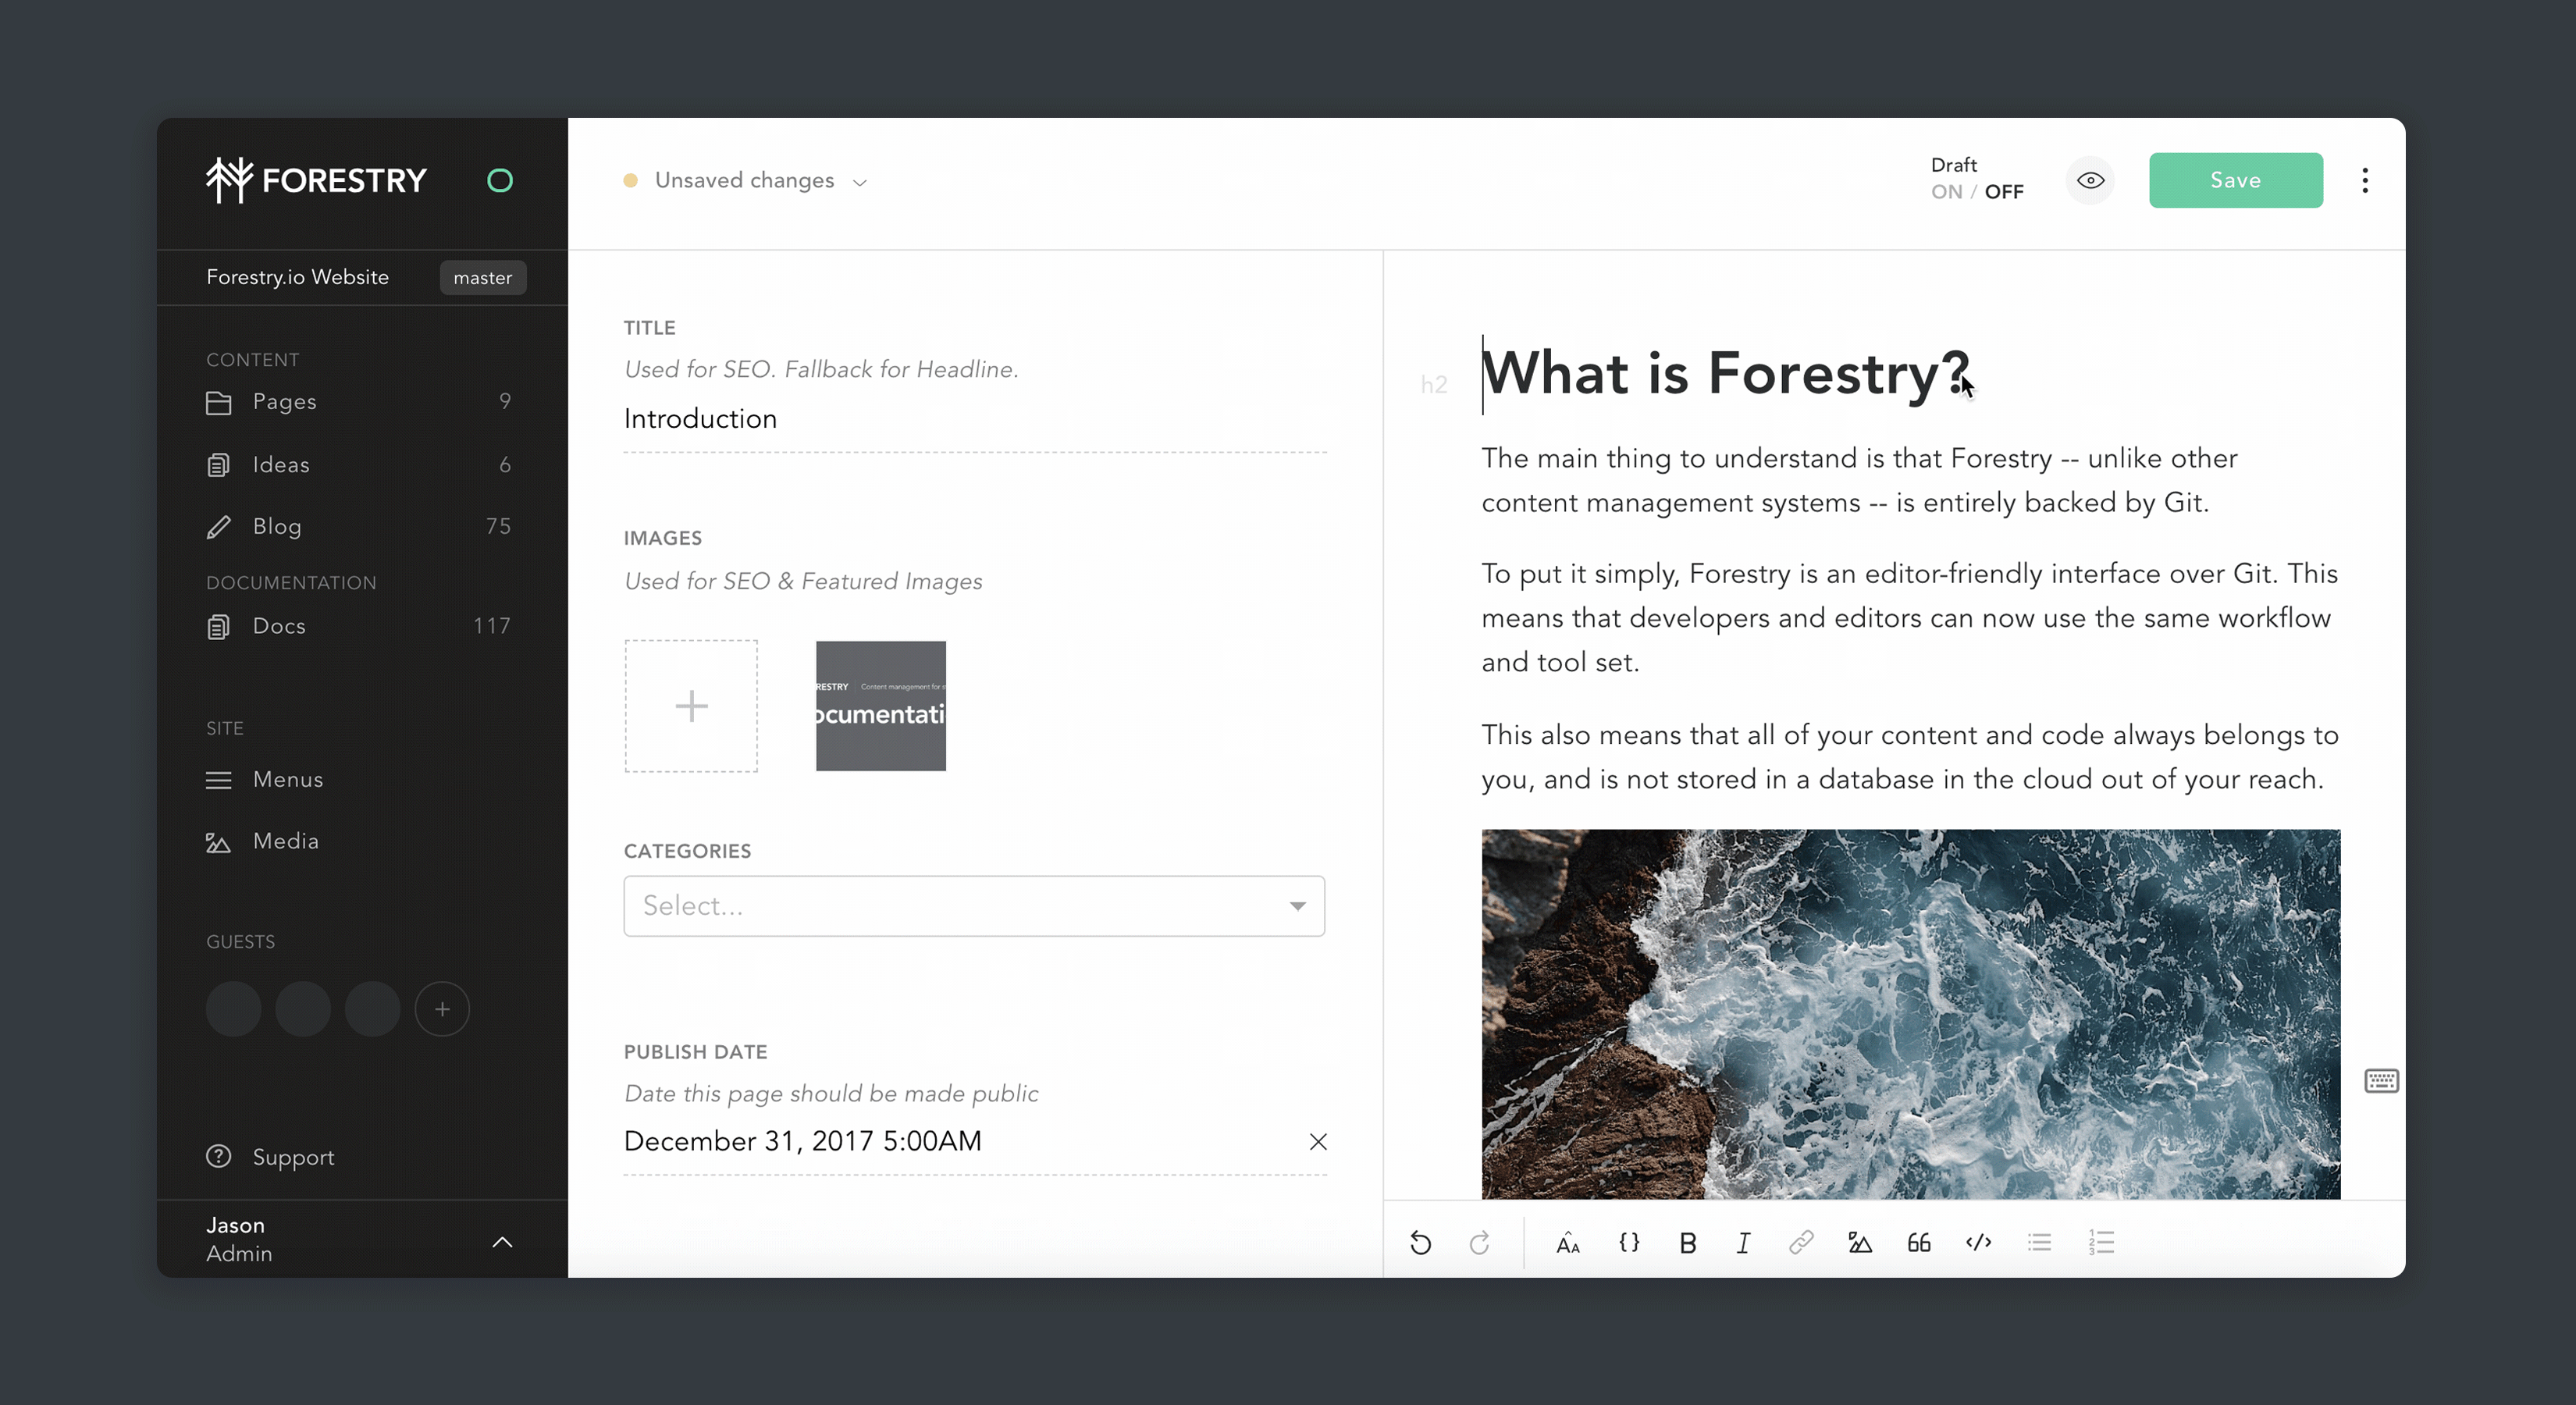 FORESTRY
Forestry.io Website master
CONTENT
Pages 9
Ideas 6
Blog 75
DOCUMENTATION
Docs 117
SITE
Menus
Media
GUESTS
Support
Jason
Admin
Unsaved changes
Draft
ON / OFF
Save
TITLE
Used for SEO. Fallback for Headline.
Introduction
IMAGES
Used for SEO & Featured Images
RESTRY Content management for s
ocumentati
CATEGORIES
Select...
PUBLISH DATE
Date this page should be made public
December 31, 2017 5:00AM
h2
What is Forestry?
The main thing to understand is that Forestry -- unlike other
content management systems -- is entirely backed by Git.
To put it simply, Forestry is an editor-friendly interface over Git. This
means that developers and editors can now use the same workflow
and tool set.
This also means that all of your content and code always belongs to
you, and is not stored in a database in the cloud out of your reach.